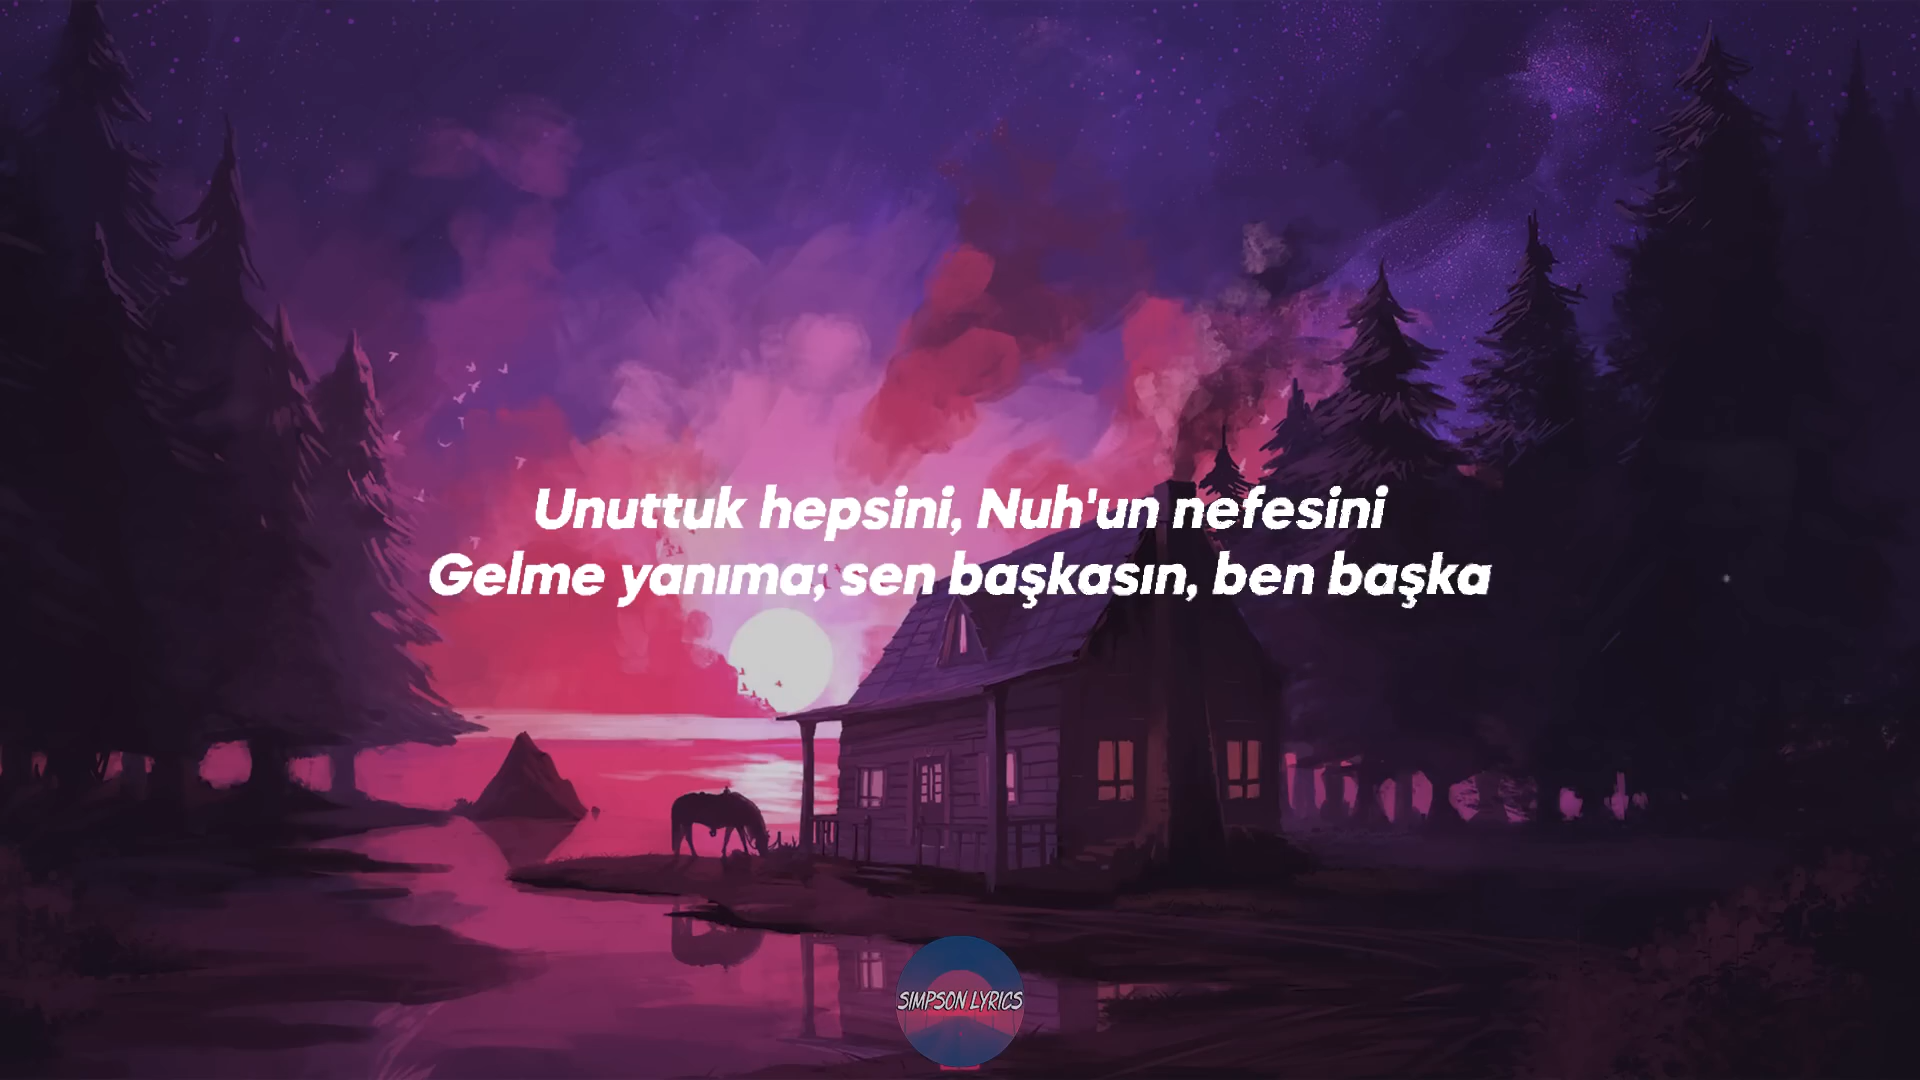 Unuttuk hepsini, Nuh'un nefesini
Gelme yanıma; sen başkasın, ben başka
SIMPSON LYRICS